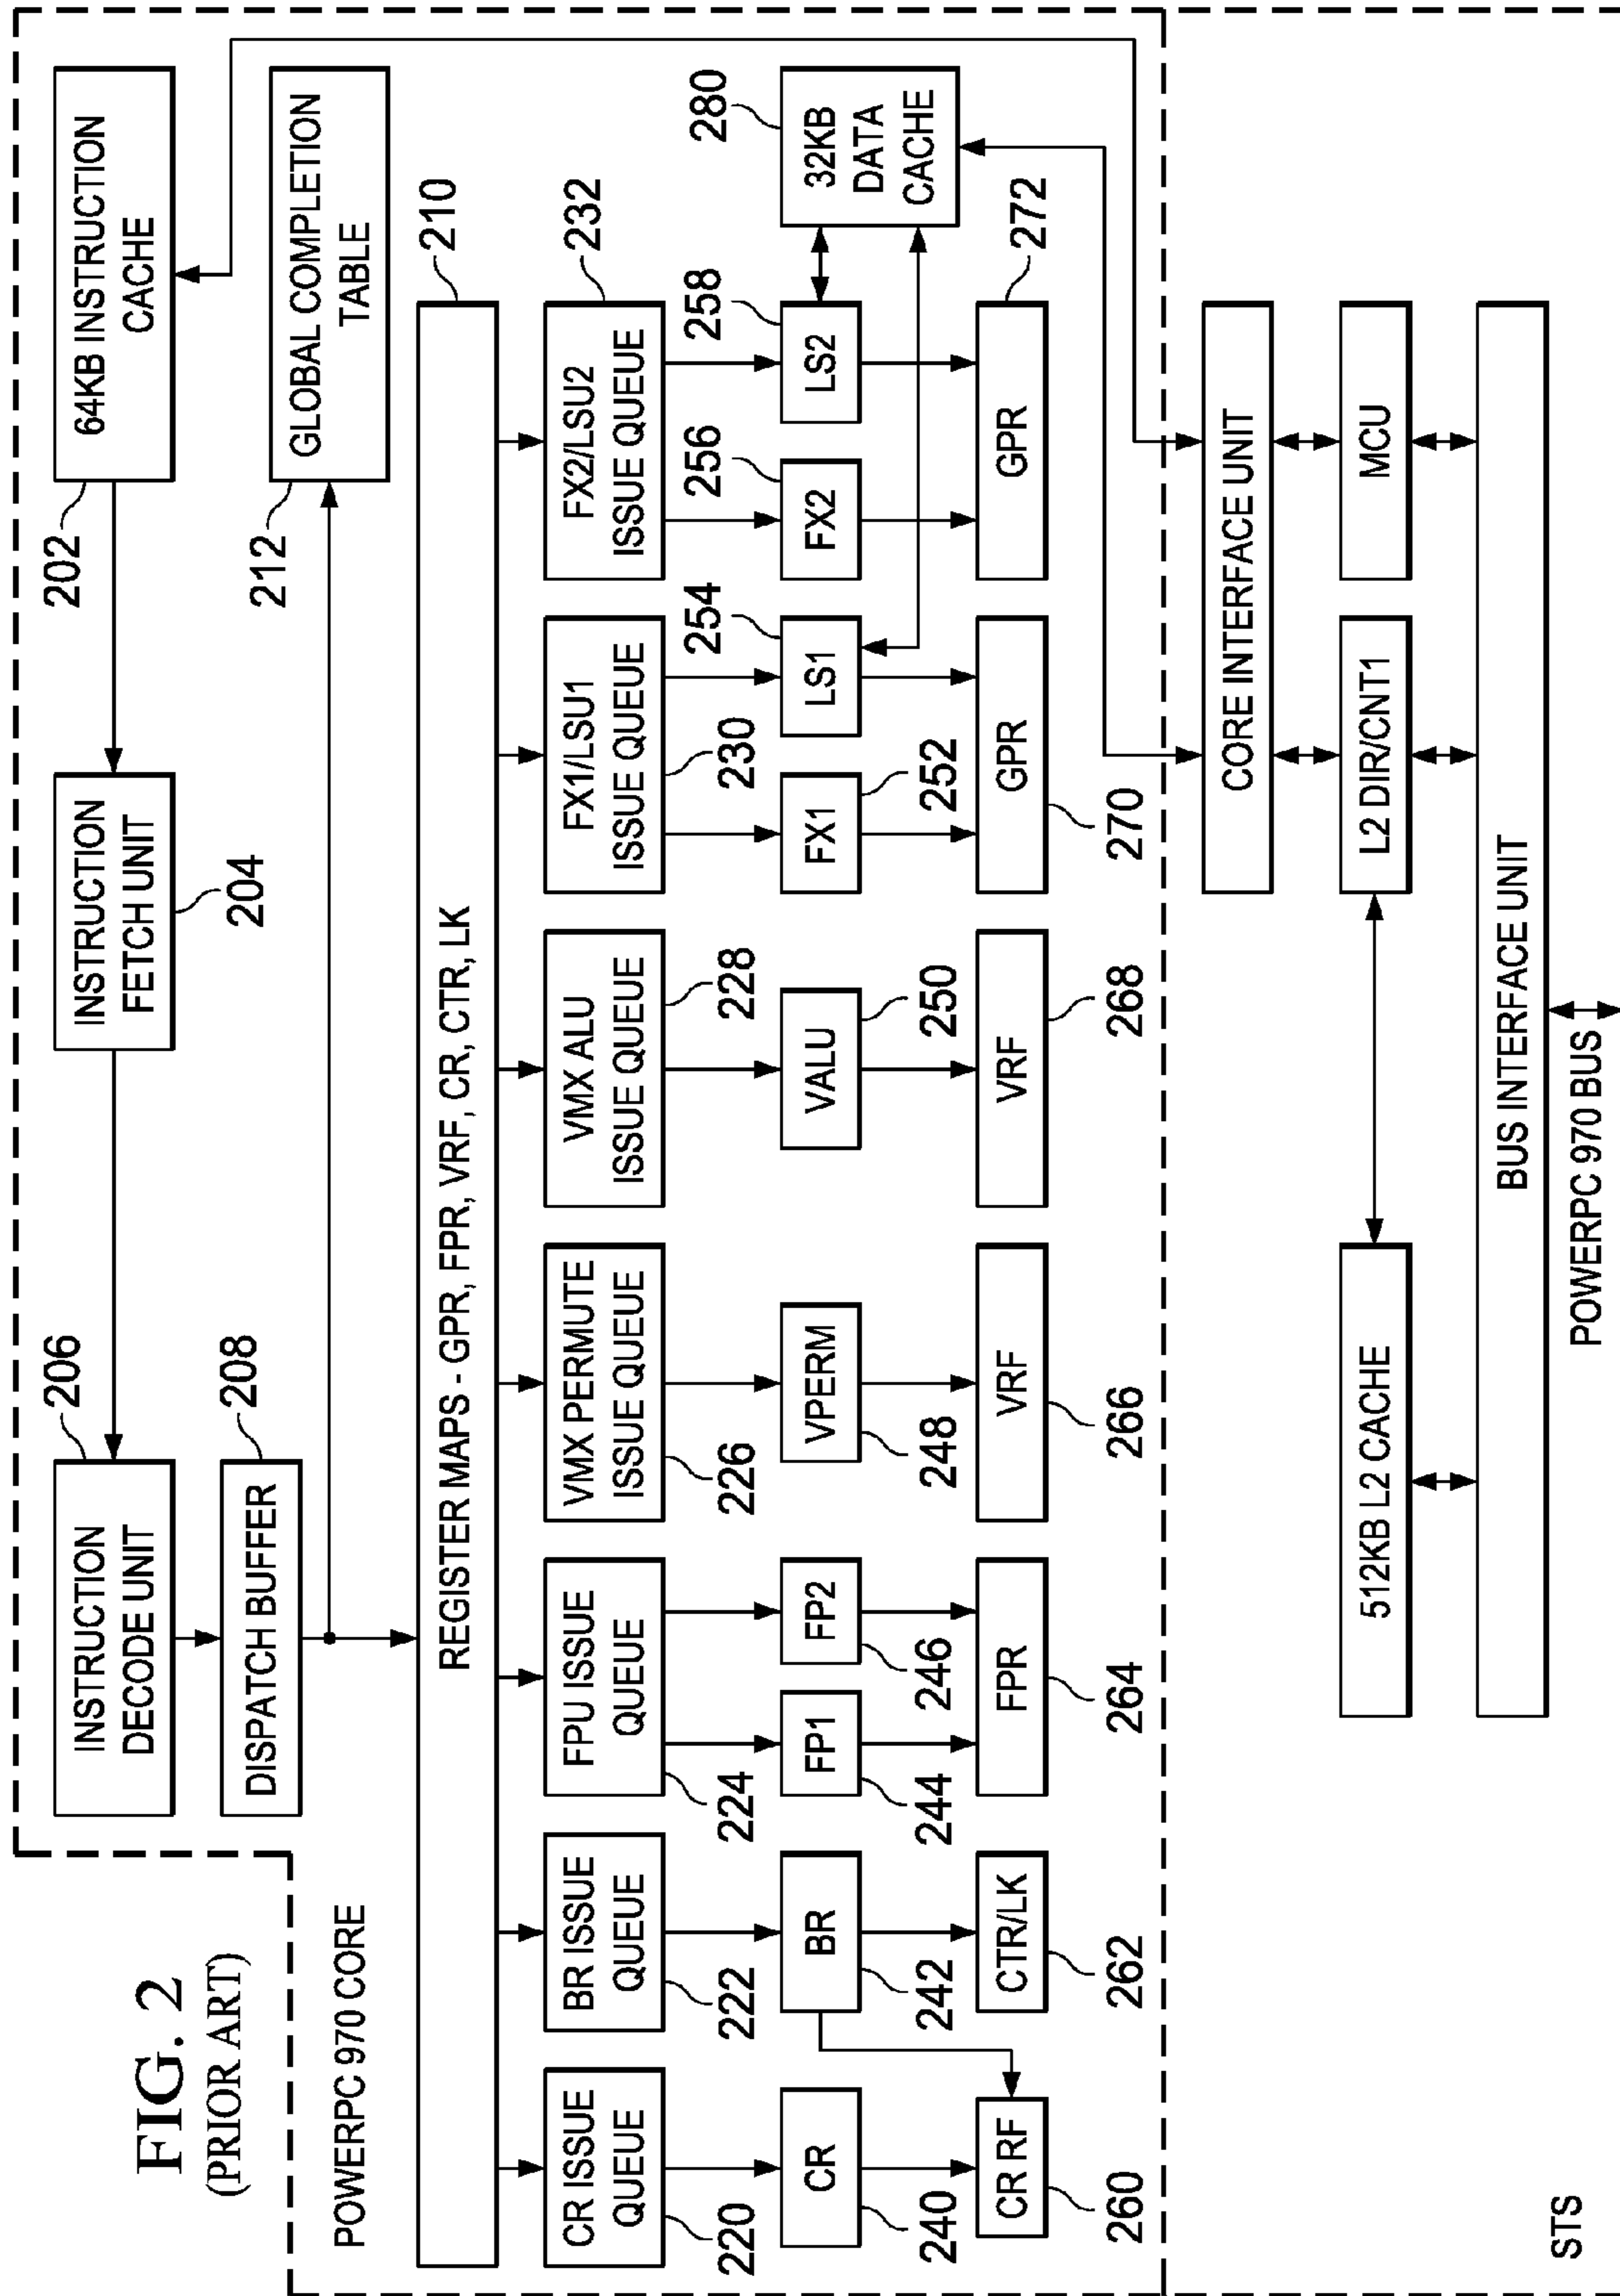 FIG. 2
(PRIOR ART)
POWERPC 970 CORE
206
INSTRUCTION
DECODE UNIT
INSTRUCTION
FETCH UNIT
204
202
64KB INSTRUCTION
CACHE
208
DISPATCH BUFFER
212
GLOBAL COMPLETION
TABLE
REGISTER MAPS - GPR, FPR, VRF, CR, CTR, LK
210
CR ISSUE
QUEUE
BR ISSUE
QUEUE
FPU ISSUE
QUEUE
VMX PERMUTE
ISSUE QUEUE
VMX ALU
ISSUE QUEUE
FX1/LSU1
ISSUE QUEUE
FX2/LSU2
ISSUE QUEUE
232
220
222
224
226
228
230
254
256
258
280
CR
BR
FP1
FP2
VPERM
VALU
FX1
LS1
FX2
LS2
32KB
DATA
CACHE
240
242
244
246
248
250
252
272
CR RF
CTR/LK
FPR
VRF
VRF
GPR
GPR
260
262
264
266
268
270
CORE INTERFACE UNIT
512KB L2 CACHE
L2 DIR/CNT1
MCU
BUS INTERFACE UNIT
STS
POWERPC 970 BUS